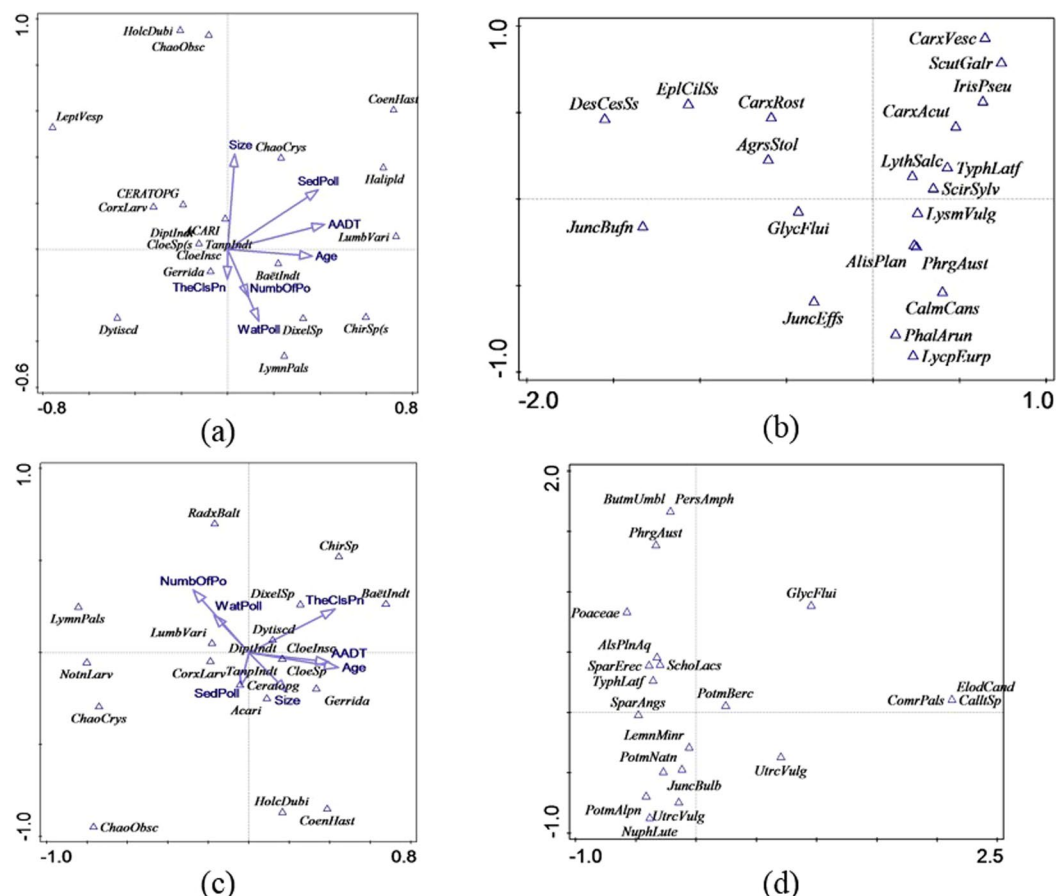 1.0
HolcDubi
ChaoObsc
CoenHast
LeptVesp
Size
ChaoCrys
SedPoll
Halipld
CERATOPG
CorxLarv
AADT
ACARI
DiptIndt
LumbVari
CloeSp(s
TanpIndt
CloeInsc
Age
Gerrida
BaëtIndt
TheClsPn
NumbOfPo
Dytiscd
WatPoll
DixelSp
ChirSp(s
LymnPals
-0.6
-0.8 0.8
(a)
1.0
CarxVesc
ScutGalr
EplCilSs
IrisPseu
DesCesSs
CarxRost
CarxAcut
AgrsStol
LythSalc
TyphLatf
ScirSylv
JuncBufn
GlycFlui
LysmVulg
AlisPlan
PhrgAust
CalmCans
JuncEffs
PhalArun
LycpEurp
-1.0
-2.0 1.0
(b)
1.0
RadxBalt
ChirSp
NumbOfPo
DixelSp
TheClsPn
BaëtIndt
WatPoll
LymnPals
LumbVari
Dytiscd
DiptIndt
CloeInsc
AADT
NotnLarv
CorxLarv
TanpIndt
CloeSp
Age
SedPoll
Ceratopg
Size
Gerrida
Acari
ChaoCrys
HolcDubi
CoenHast
ChaoObsc
-1.0
-1.0 0.8
(c)
2.0
ButmUmbl PersAmph
PhrgAust
GlycFlui
Poaceae
AlsPlnAq
SparErec
SchoLacs
TyphLatf
ElodCand
PotmBerc
ComrPals
CalltSp
SparAngs
LemnMinr
PotmNatn
UtrcVulg
JuncBulb
PotmAlpn
UtrcVulg
NuphLute
-1.0
-1.0 2.5
(d)